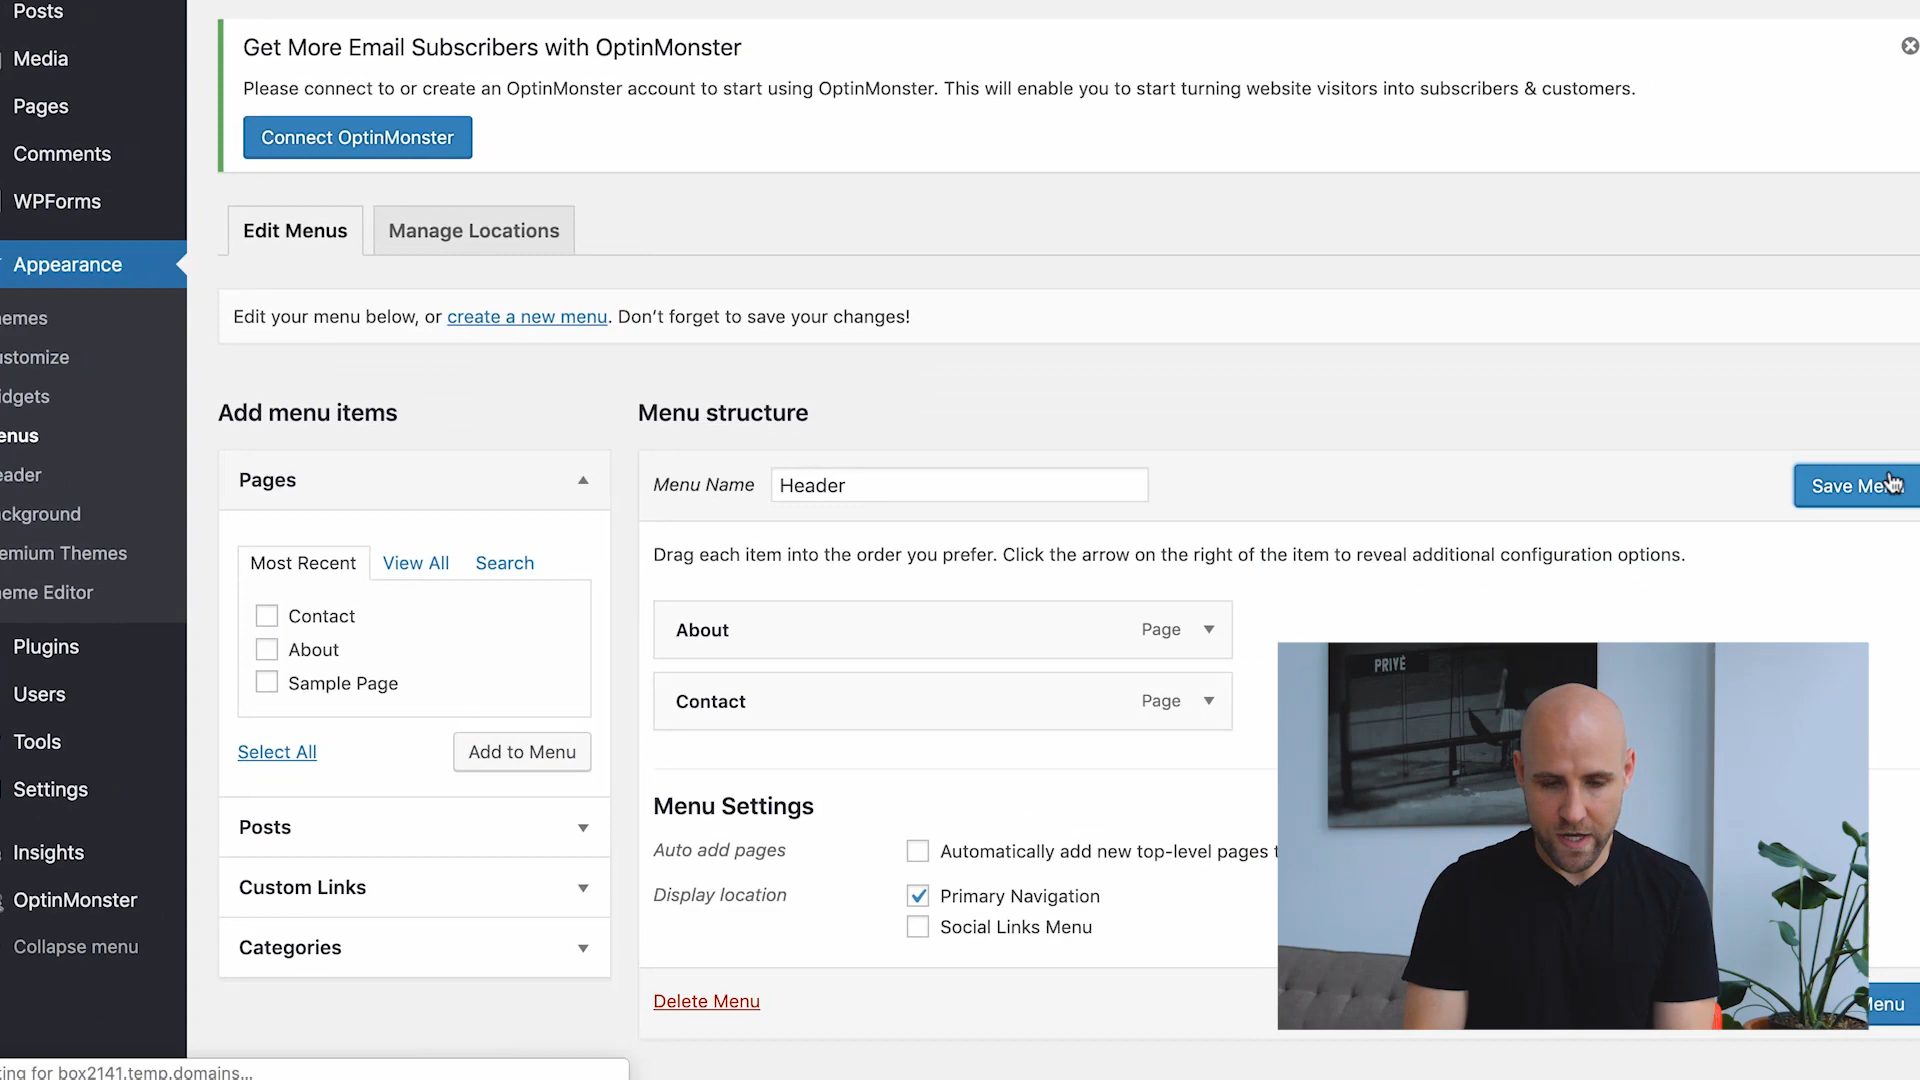 Posts
Media
Pages
Comments
WPForms
Appearance
emes
ustomize
idgets
enus
eader
ckground
emium Themes
eme Editor
Plugins
Users
Tools
Settings
Insights
OptinMonster
Collapse menu
Get More Email Subscribers with OptinMonster
Please connect to or create an OptinMonster account to start using OptinMonster. This will enable you to start turning website visitors into subscribers & customers.
Connect OptinMonster
Edit Menus
Manage Locations
Edit your menu below, or create a new menu. Don’t forget to save your changes!
Add menu items
Pages
Most Recent
View All
Search
Contact
About
Sample Page
Select All
Add to Menu
Posts
Custom Links
Categories
Menu structure
Menu Name
Header
Save Menu
Drag each item into the order you prefer. Click the arrow on the right of the item to reveal additional configuration options.
About Page
Contact Page
Menu Settings
Auto add pages
Automatically add new top-level pages t
Display location
Primary Navigation
Social Links Menu
Delete Menu
Menu
PRIVÉ
king for box2141.temp.domains...